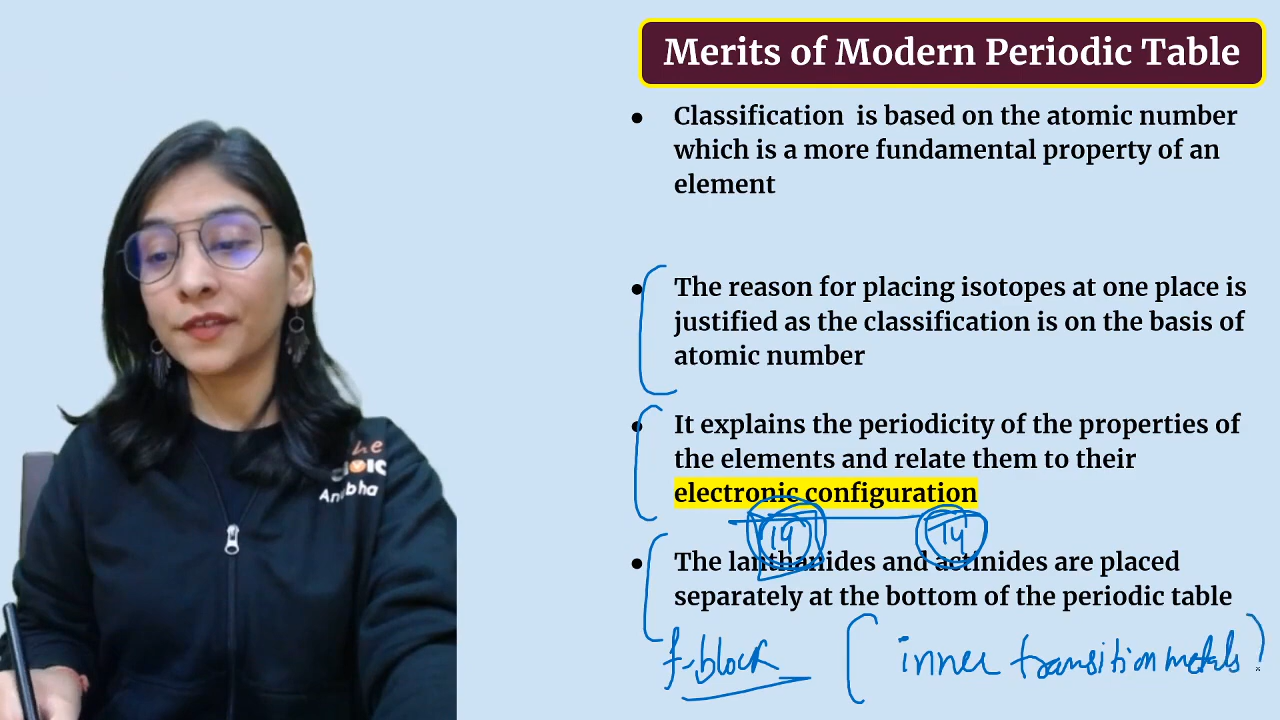 Merits of Modern Periodic Table
• Classification is based on the atomic number
which is a more fundamental property of an
element
• The reason for placing isotopes at one place is
justified as the classification is on the basis of
atomic number
• It explains the periodicity of the properties of
the elements and relate them to their
electronic configuration
14 14
• The lanthanides and actinides are placed
separately at the bottom of the periodic table
f-block (inner transition metals)
he
Anubha